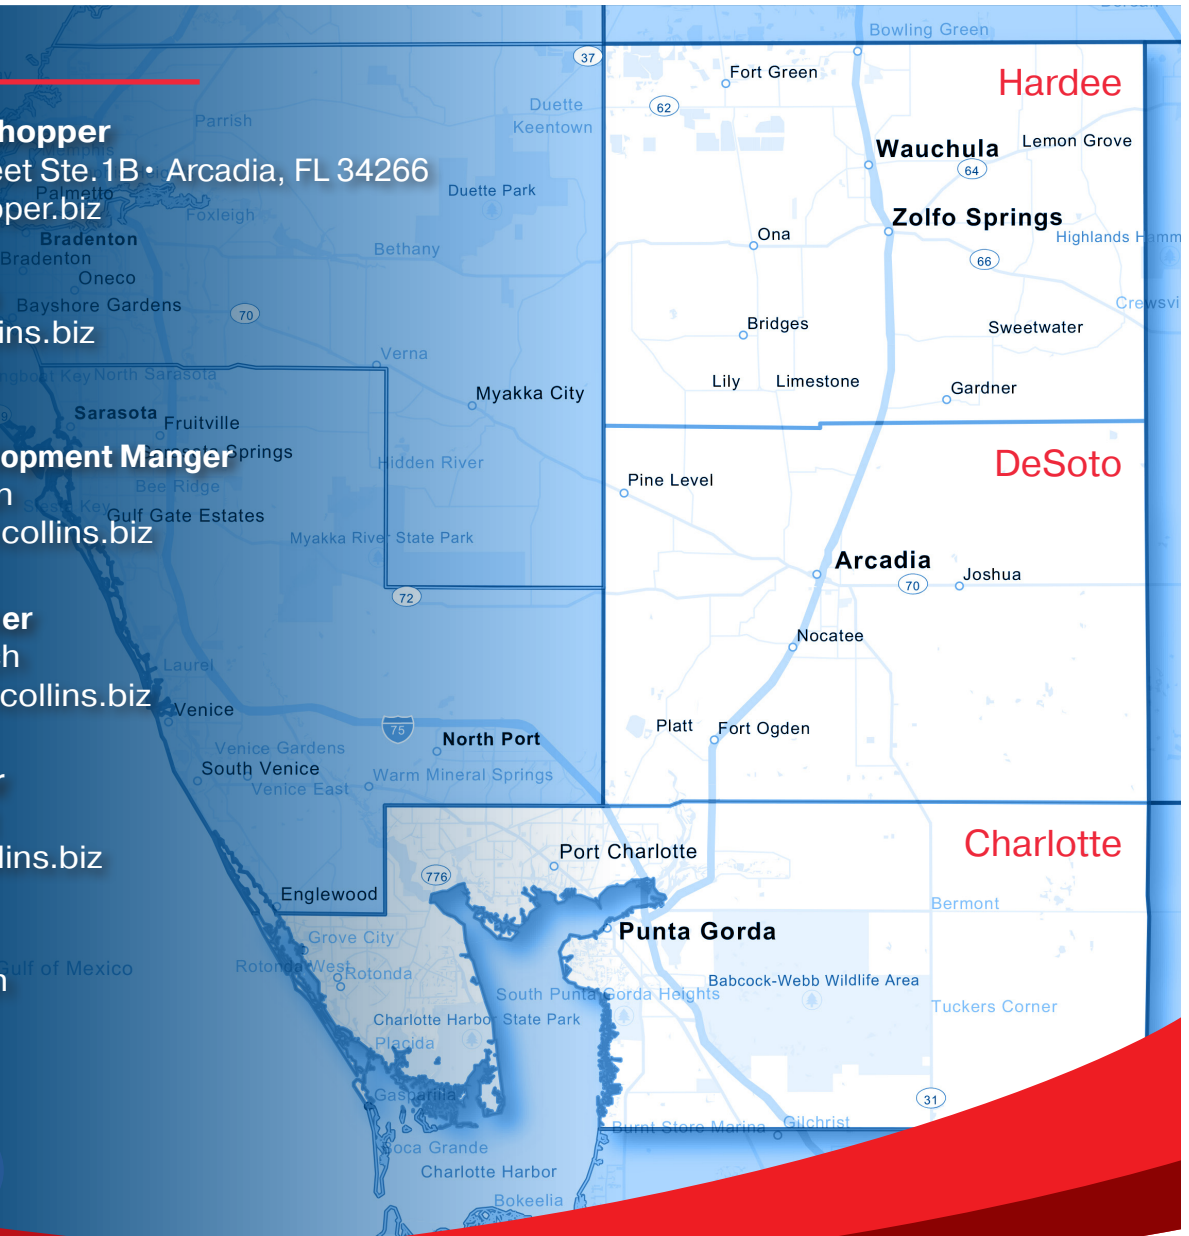 hopper
eet Ste. 1B • Arcadia, FL 34266
pper.biz
ins.biz
opment Manger
n
collins.biz
er
h
collins.biz
r
lins.biz
n
Bowling Green
37
Fort Green
Hardee
62
Duette
Keentown
Parrish
Wauchula
Lemon Grove
64
Duette Park
Palmetto
Foxleigh
Zolfo Springs
Ona
Highlands Hamm
Bradenton
Bethany
Bradenton
66
Oneco
Bayshore Gardens
Crewsvi
70
Bridges
Sweetwater
Verna
North Sarasota
Lily
Limestone
Gardner
Myakka City
Sarasota
Fruitville
Springs
Hidden River
DeSoto
Pine Level
Bee Ridge
Gulf Gate Estates
Myakka River State Park
Arcadia
Joshua
70
72
Nocatee
Laurel
Venice
Platt
Fort Ogden
75
North Port
Venice Gardens
South Venice
Warm Mineral Springs
Venice East
Charlotte
Port Charlotte
776
Englewood
Bermont
Punta Gorda
Grove City
Gulf of Mexico
Rotonda West
Rotonda
Babcock-Webb Wildlife Area
South Punta Gorda Heights
Tuckers Corner
Charlotte Harbor State Park
Placida
Gasparilla
31
Burnt Store Marina
Gilchrist
Boca Grande
Charlotte Harbor
Bokeelia